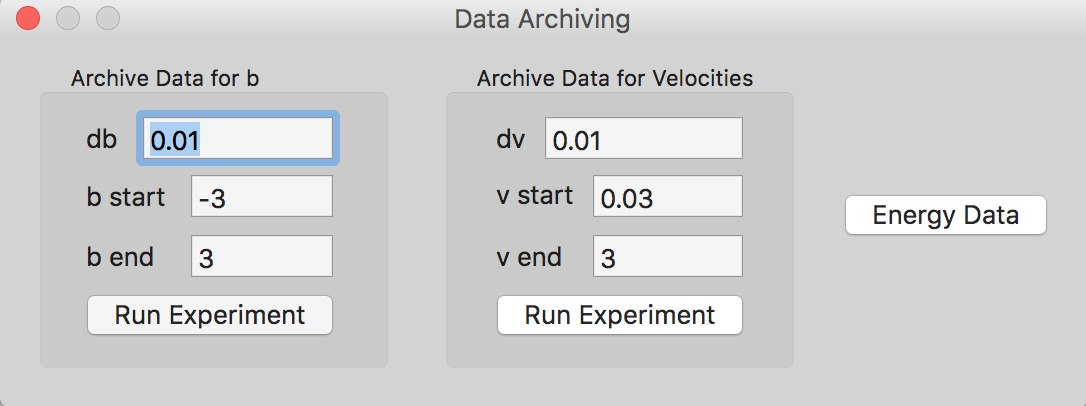 Data Archiving
Archive Data for b
db 0.01
b start -3
b end 3
Run Experiment
Archive Data for Velocities
dv 0.01
v start 0.03
v end 3
Run Experiment
Energy Data